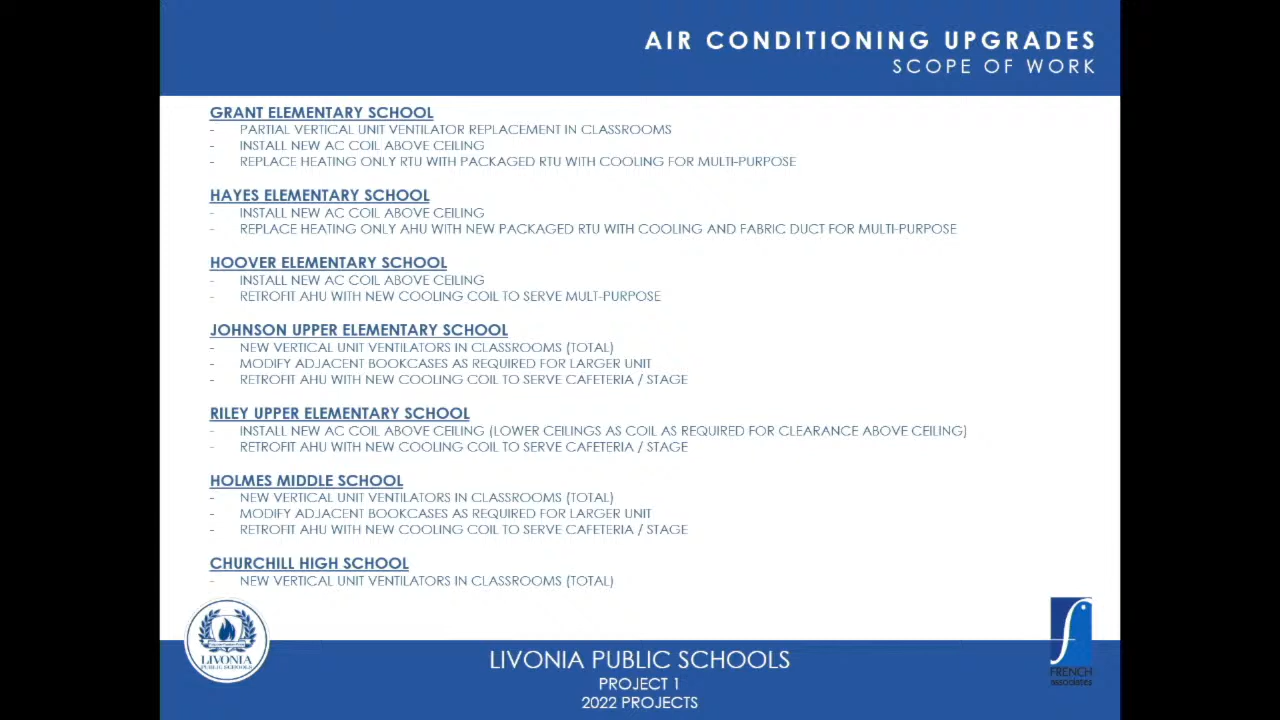 AIR CONDITIONING UPGRADES
SCOPE OF WORK
GRANT ELEMENTARY SCHOOL
- PARTIAL VERTICAL UNIT VENTILATOR REPLACEMENT IN CLASSROOMS
- INSTALL NEW AC COIL ABOVE CEILING
- REPLACE HEATING ONLY RTU WITH PACKAGED RTU WITH COOLING FOR MULTI-PURPOSE
HAYES ELEMENTARY SCHOOL
- INSTALL NEW AC COIL ABOVE CEILING
- REPLACE HEATING ONLY AHU WITH NEW PACKAGED RTU WITH COOLING AND FABRIC DUCT FOR MULTI-PURPOSE
HOOVER ELEMENTARY SCHOOL
- INSTALL NEW AC COIL ABOVE CEILING
- RETROFIT AHU WITH NEW COOLING COIL TO SERVE MULT-PURPOSE
JOHNSON UPPER ELEMENTARY SCHOOL
- NEW VERTICAL UNIT VENTILATORS IN CLASSROOMS (TOTAL)
- MODIFY ADJACENT BOOKCASES AS REQUIRED FOR LARGER UNIT
- RETROFIT AHU WITH NEW COOLING COIL TO SERVE CAFETERIA / STAGE
RILEY UPPER ELEMENTARY SCHOOL
- INSTALL NEW AC COIL ABOVE CEILING (LOWER CEILINGS AS COIL AS REQUIRED FOR CLEARANCE ABOVE CEILING)
- RETROFIT AHU WITH NEW COOLING COIL TO SERVE CAFETERIA / STAGE
HOLMES MIDDLE SCHOOL
- NEW VERTICAL UNIT VENTILATORS IN CLASSROOMS (TOTAL)
- MODIFY ADJACENT BOOKCASES AS REQUIRED FOR LARGER UNIT
- RETROFIT AHU WITH NEW COOLING COIL TO SERVE CAFETERIA / STAGE
CHURCHILL HIGH SCHOOL
- NEW VERTICAL UNIT VENTILATORS IN CLASSROOMS (TOTAL)
LIVONIA
PUBLIC SCHOOLS
LIVONIA PUBLIC SCHOOLS
PROJECT 1
2022 PROJECTS
f
FRENCH
associates